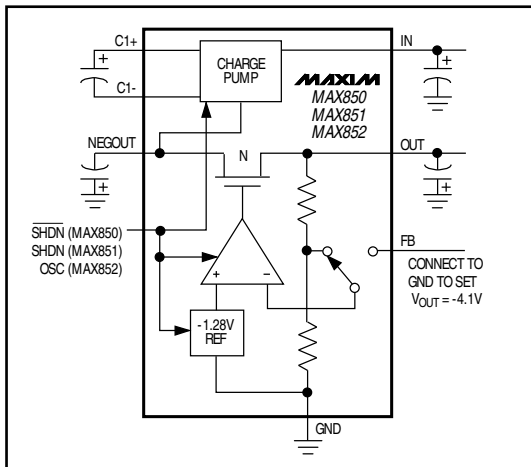 C1+
C1-
CHARGE
PUMP
IN
MAXIM
MAX850
MAX851
MAX852
NEGOUT
N
OUT
SHDN (MAX850)
SHDN (MAX851)
OSC (MAX852)
+
-
FB
CONNECT TO
GND TO SET
VOUT = -4.1V
-1.28V
REF
GND
+
+
+
+